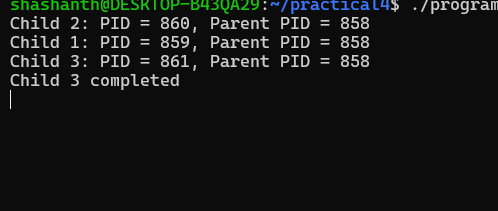 shashanth@DESKTOP-B43QA29:~/practical4$ ./program
Child 2: PID = 860, Parent PID = 858
Child 1: PID = 859, Parent PID = 858
Child 3: PID = 861, Parent PID = 858
Child 3 completed